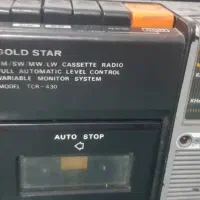 GOLD STAR
M/SW/MW/LW CASSETTE RADIO
FULL AUTOMATIC LEVEL CONTROL
VARIABLE MONITOR SYSTEM
MODEL TCR-430
AUTO STOP
KH